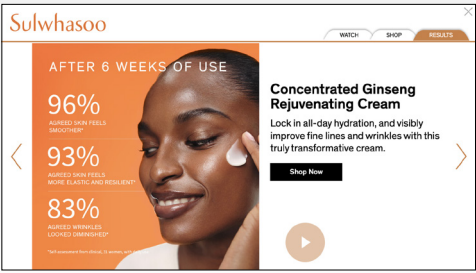 Sulwhasoo
WATCH
SHOP
RESULTS
AFTER 6 WEEKS OF USE
96%
AGREED SKIN FEELS
SMOOTHER*
93%
AGREED SKIN FEELS
MORE ELASTIC AND RESILIENT*
83%
AGREED WRINKLES
LOOKED DIMINISHED*
Concentrated Ginseng
Rejuvenating Cream
Lock in all-day hydration, and visibly
improve fine lines and wrinkles with this
truly transformative cream.
Shop Now